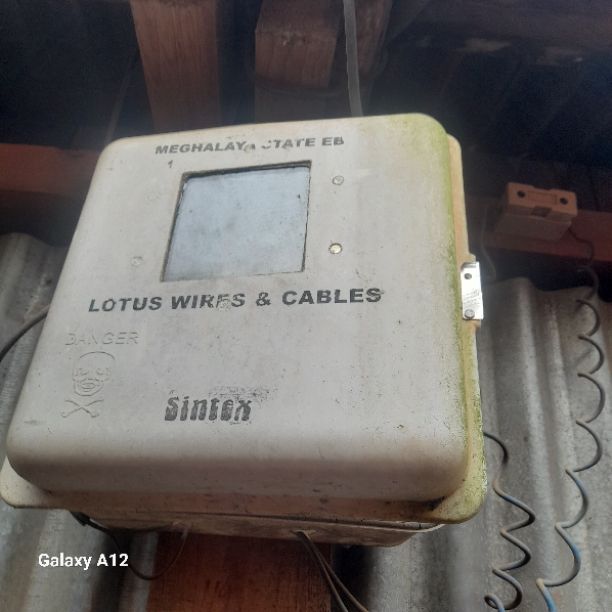 MEGHALAYA STATE EB
1
LOTUS WIRES & CABLES
DANGER
Sintex
Galaxy A12